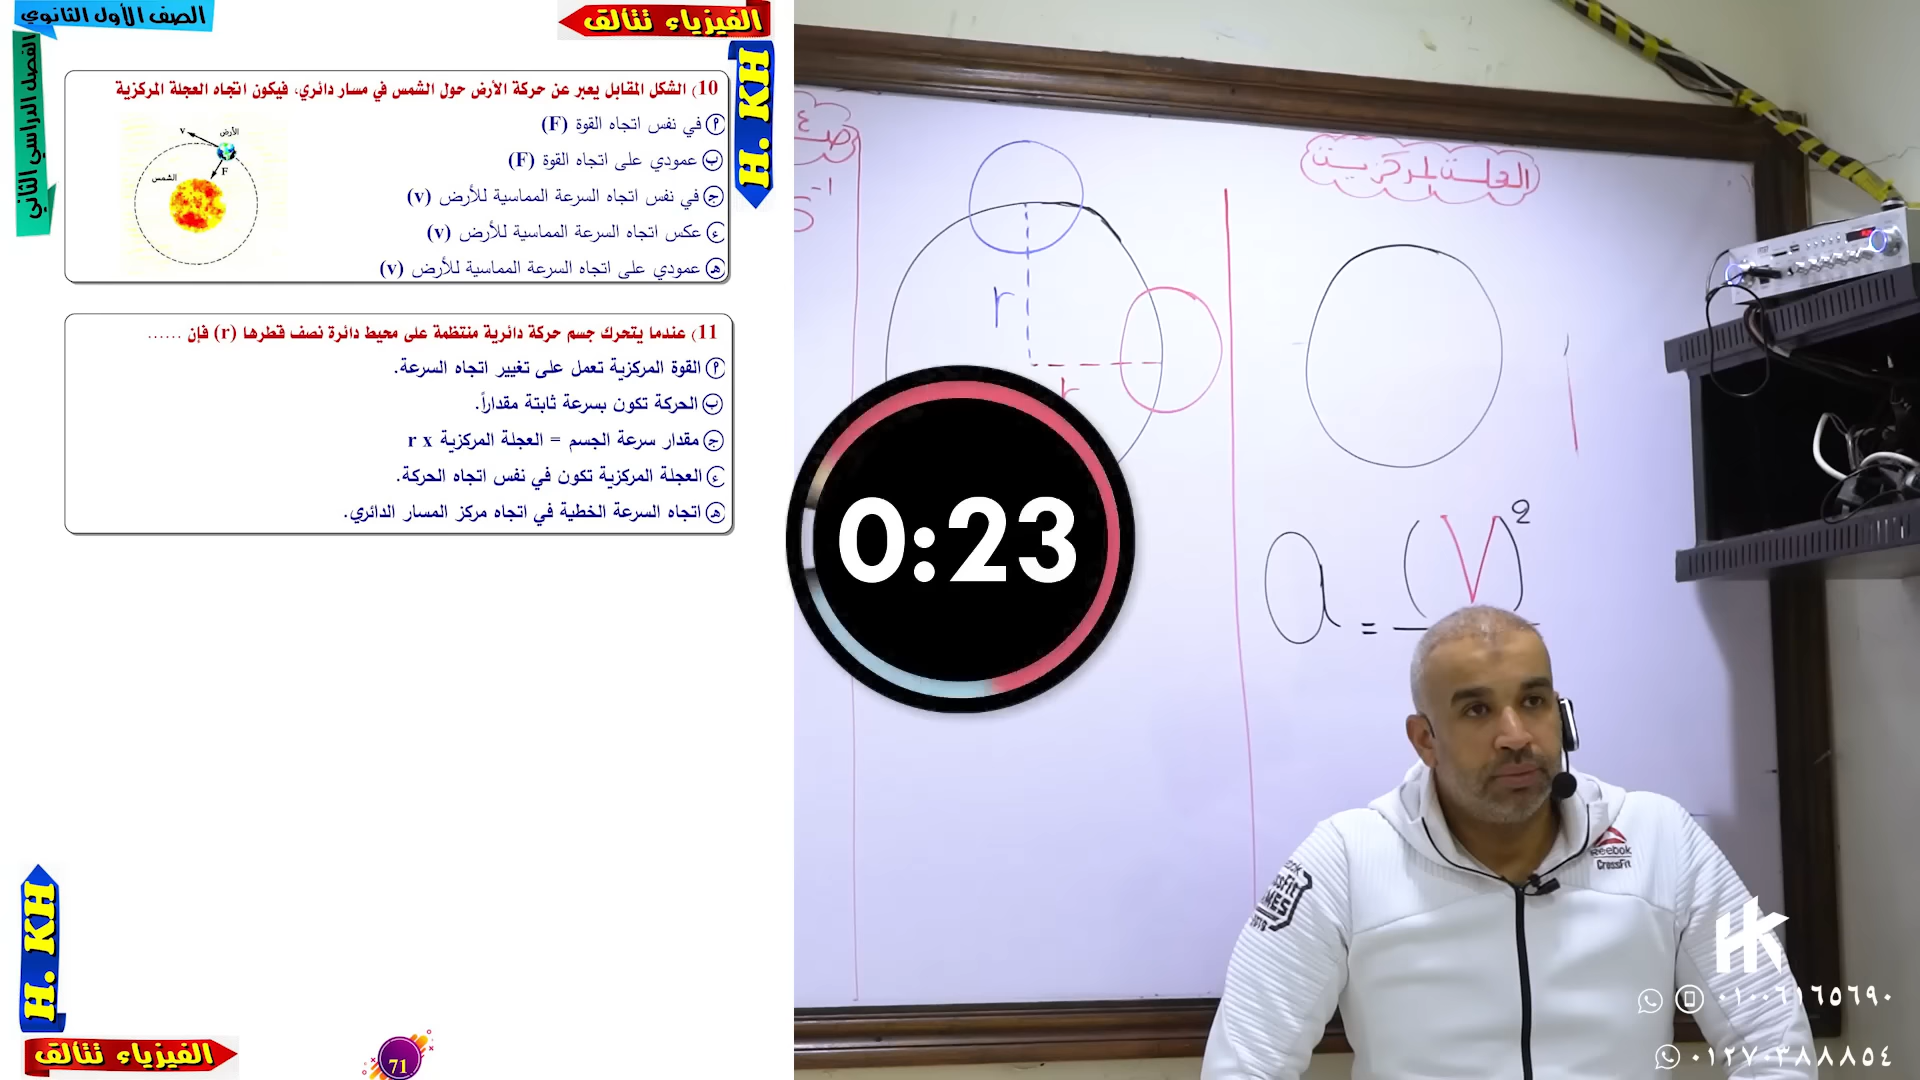 الصف الأول الثانوي
الفيزياء تتألق
الفصل الدراسي الثاني
H. KH
10) الشكل المقابل يعبر عن حركة الأرض حول الشمس في مسار دائري، فيكون اتجاه العجلة المركزية
أ في نفس اتجاه القوة (F)
ب عمودي على اتجاه القوة (F)
ج في نفس اتجاه السرعة المماسية للأرض (v)
ء عكس اتجاه السرعة المماسية للأرض (v)
هـ عمودي على اتجاه السرعة المماسية للأرض (v)
v
الأرض
F
الشمس
11) عندما يتحرك جسم حركة دائرية منتظمة على محيط دائرة نصف قطرها (r) فإن ......
أ القوة المركزية تعمل على تغيير اتجاه السرعة.
ب الحركة تكون بسرعة ثابتة مقداراً.
ج مقدار سرعة الجسم = العجلة المركزية r x
ء العجلة المركزية تكون في نفس اتجاه الحركة.
هـ اتجاه السرعة الخطية في اتجاه مركز المسار الدائري.
H. KH
الفيزياء تتألق
71
العجلة المركزية
S⁻¹
r
r
a = (V)²
0:23
Reebok
CrossFit
HK
٠١٠٠٦١٦٥٦٩٠
٠١٢٧٠٣٨٨٨٥٤